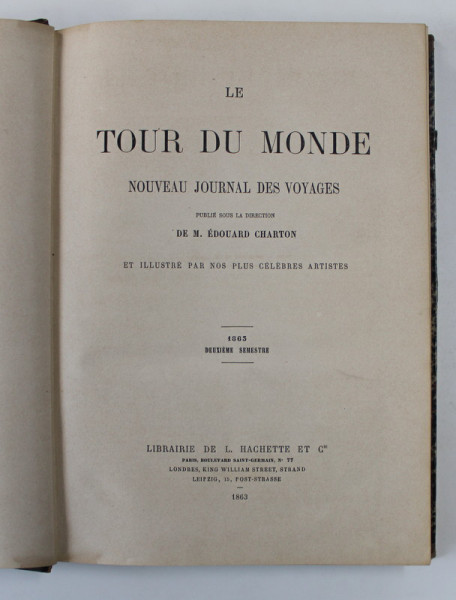 LE
TOUR DU MONDE
NOUVEAU JOURNAL DES VOYAGES
PUBLIÉ SOUS LA DIRECTION
DE M. ÉDOUARD CHARTON
ET ILLUSTRÉ PAR NOS PLUS CÉLÈBRES ARTISTES
1863
DEUXIÈME SEMESTRE
LIBRAIRIE DE L. HACHETTE ET Cie
PARIS, BOULEVARD SAINT-GERMAIN, No 77
LONDRES, KING WILLIAM STREET, STRAND
LEIPZIG, 15, POST-STRASSE
1863